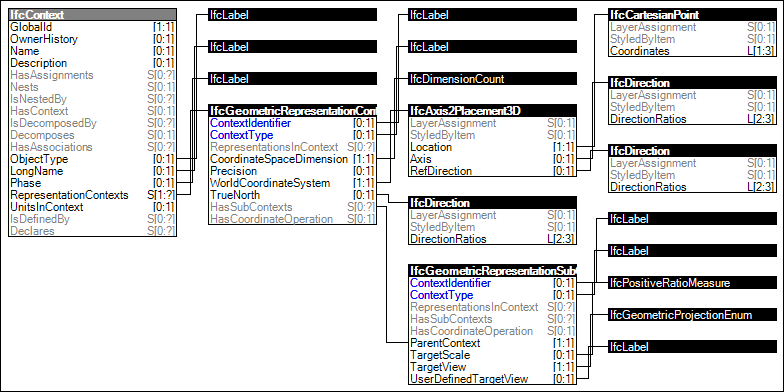 IfcContext
GlobalId [1:1]
OwnerHistory [0:1]
Name [0:1]
Description [0:1]
HasAssignments S[0:?]
Nests S[0:1]
IsNestedBy S[0:?]
HasContext S[0:1]
IsDecomposedBy S[0:?]
Decomposes S[0:1]
HasAssociations S[0:?]
ObjectType [0:1]
LongName [0:1]
Phase [0:1]
RepresentationContexts S[1:?]
UnitsInContext [0:1]
IsDefinedBy S[0:?]
Declares S[0:?]
IfcLabel
IfcLabel
IfcLabel
IfcGeometricRepresentationCon
ContextIdentifier [0:1]
ContextType [0:1]
RepresentationsInContext S[0:?]
CoordinateSpaceDimension [1:1]
Precision [0:1]
WorldCoordinateSystem [1:1]
TrueNorth [0:1]
HasSubContexts S[0:?]
HasCoordinateOperation S[0:1]
IfcLabel
IfcLabel
IfcDimensionCount
IfcAxis2Placement3D
LayerAssignment S[0:1]
StyledByItem S[0:1]
Location [1:1]
Axis [0:1]
RefDirection [0:1]
IfcDirection
LayerAssignment S[0:1]
StyledByItem S[0:1]
DirectionRatios L[2:3]
IfcGeometricRepresentationSub
ContextIdentifier [0:1]
ContextType [0:1]
RepresentationsInContext S[0:?]
HasSubContexts S[0:?]
HasCoordinateOperation S[0:1]
ParentContext [1:1]
TargetScale [0:1]
TargetView [1:1]
UserDefinedTargetView [0:1]
IfcCartesianPoint
LayerAssignment S[0:1]
StyledByItem S[0:1]
Coordinates L[1:3]
IfcDirection
LayerAssignment S[0:1]
StyledByItem S[0:1]
DirectionRatios L[2:3]
IfcDirection
LayerAssignment S[0:1]
StyledByItem S[0:1]
DirectionRatios L[2:3]
IfcLabel
IfcLabel
IfcPositiveRatioMeasure
IfcGeometricProjectionEnum
IfcLabel